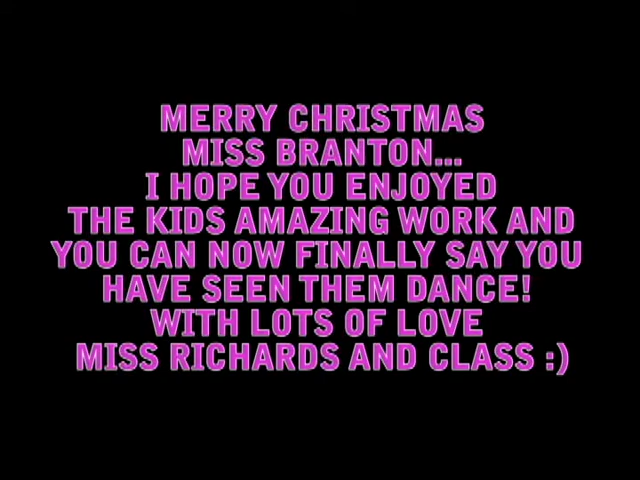 MERRY CHRISTMAS
MISS BRANTON...
I HOPE YOU ENJOYED
THE KIDS AMAZING WORK AND
YOU CAN NOW FINALLY SAY YOU
HAVE SEEN THEM DANCE!
WITH LOTS OF LOVE
MISS RICHARDS AND CLASS :)